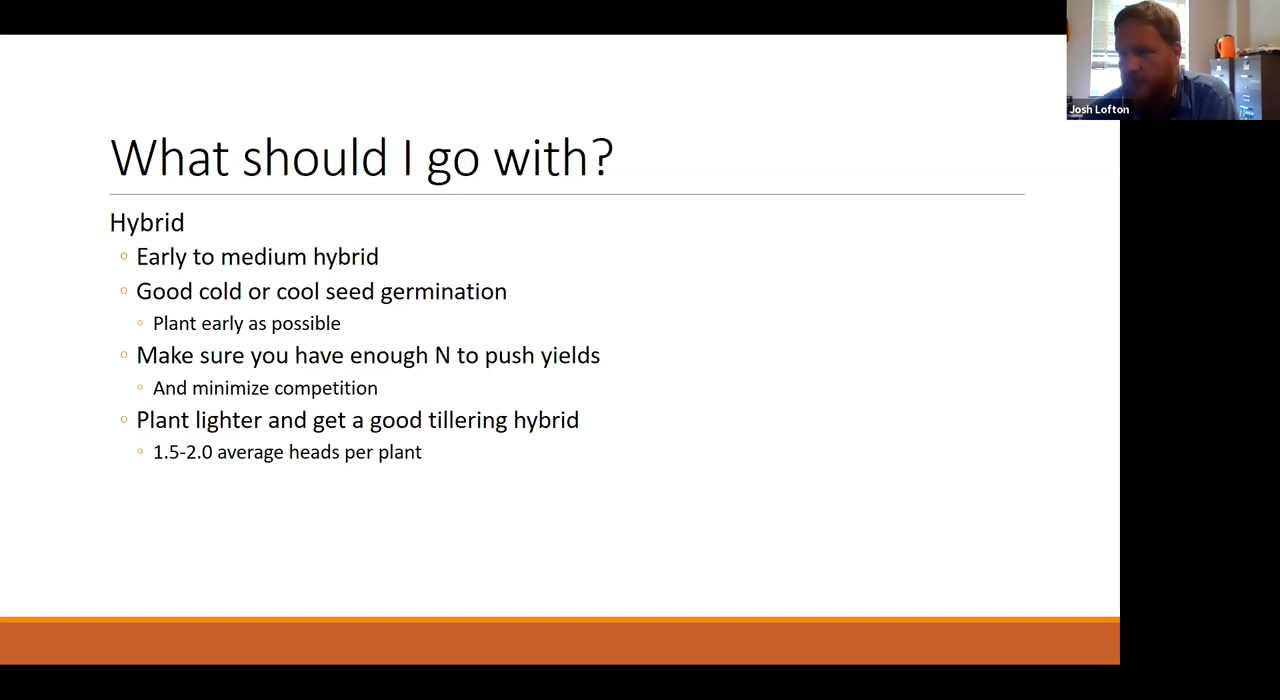 Josh Lofton
What should I go with?
Hybrid
Early to medium hybrid
Good cold or cool seed germination
Plant early as possible
Make sure you have enough N to push yields
And minimize competition
Plant lighter and get a good tillering hybrid
1.5-2.0 average heads per plant